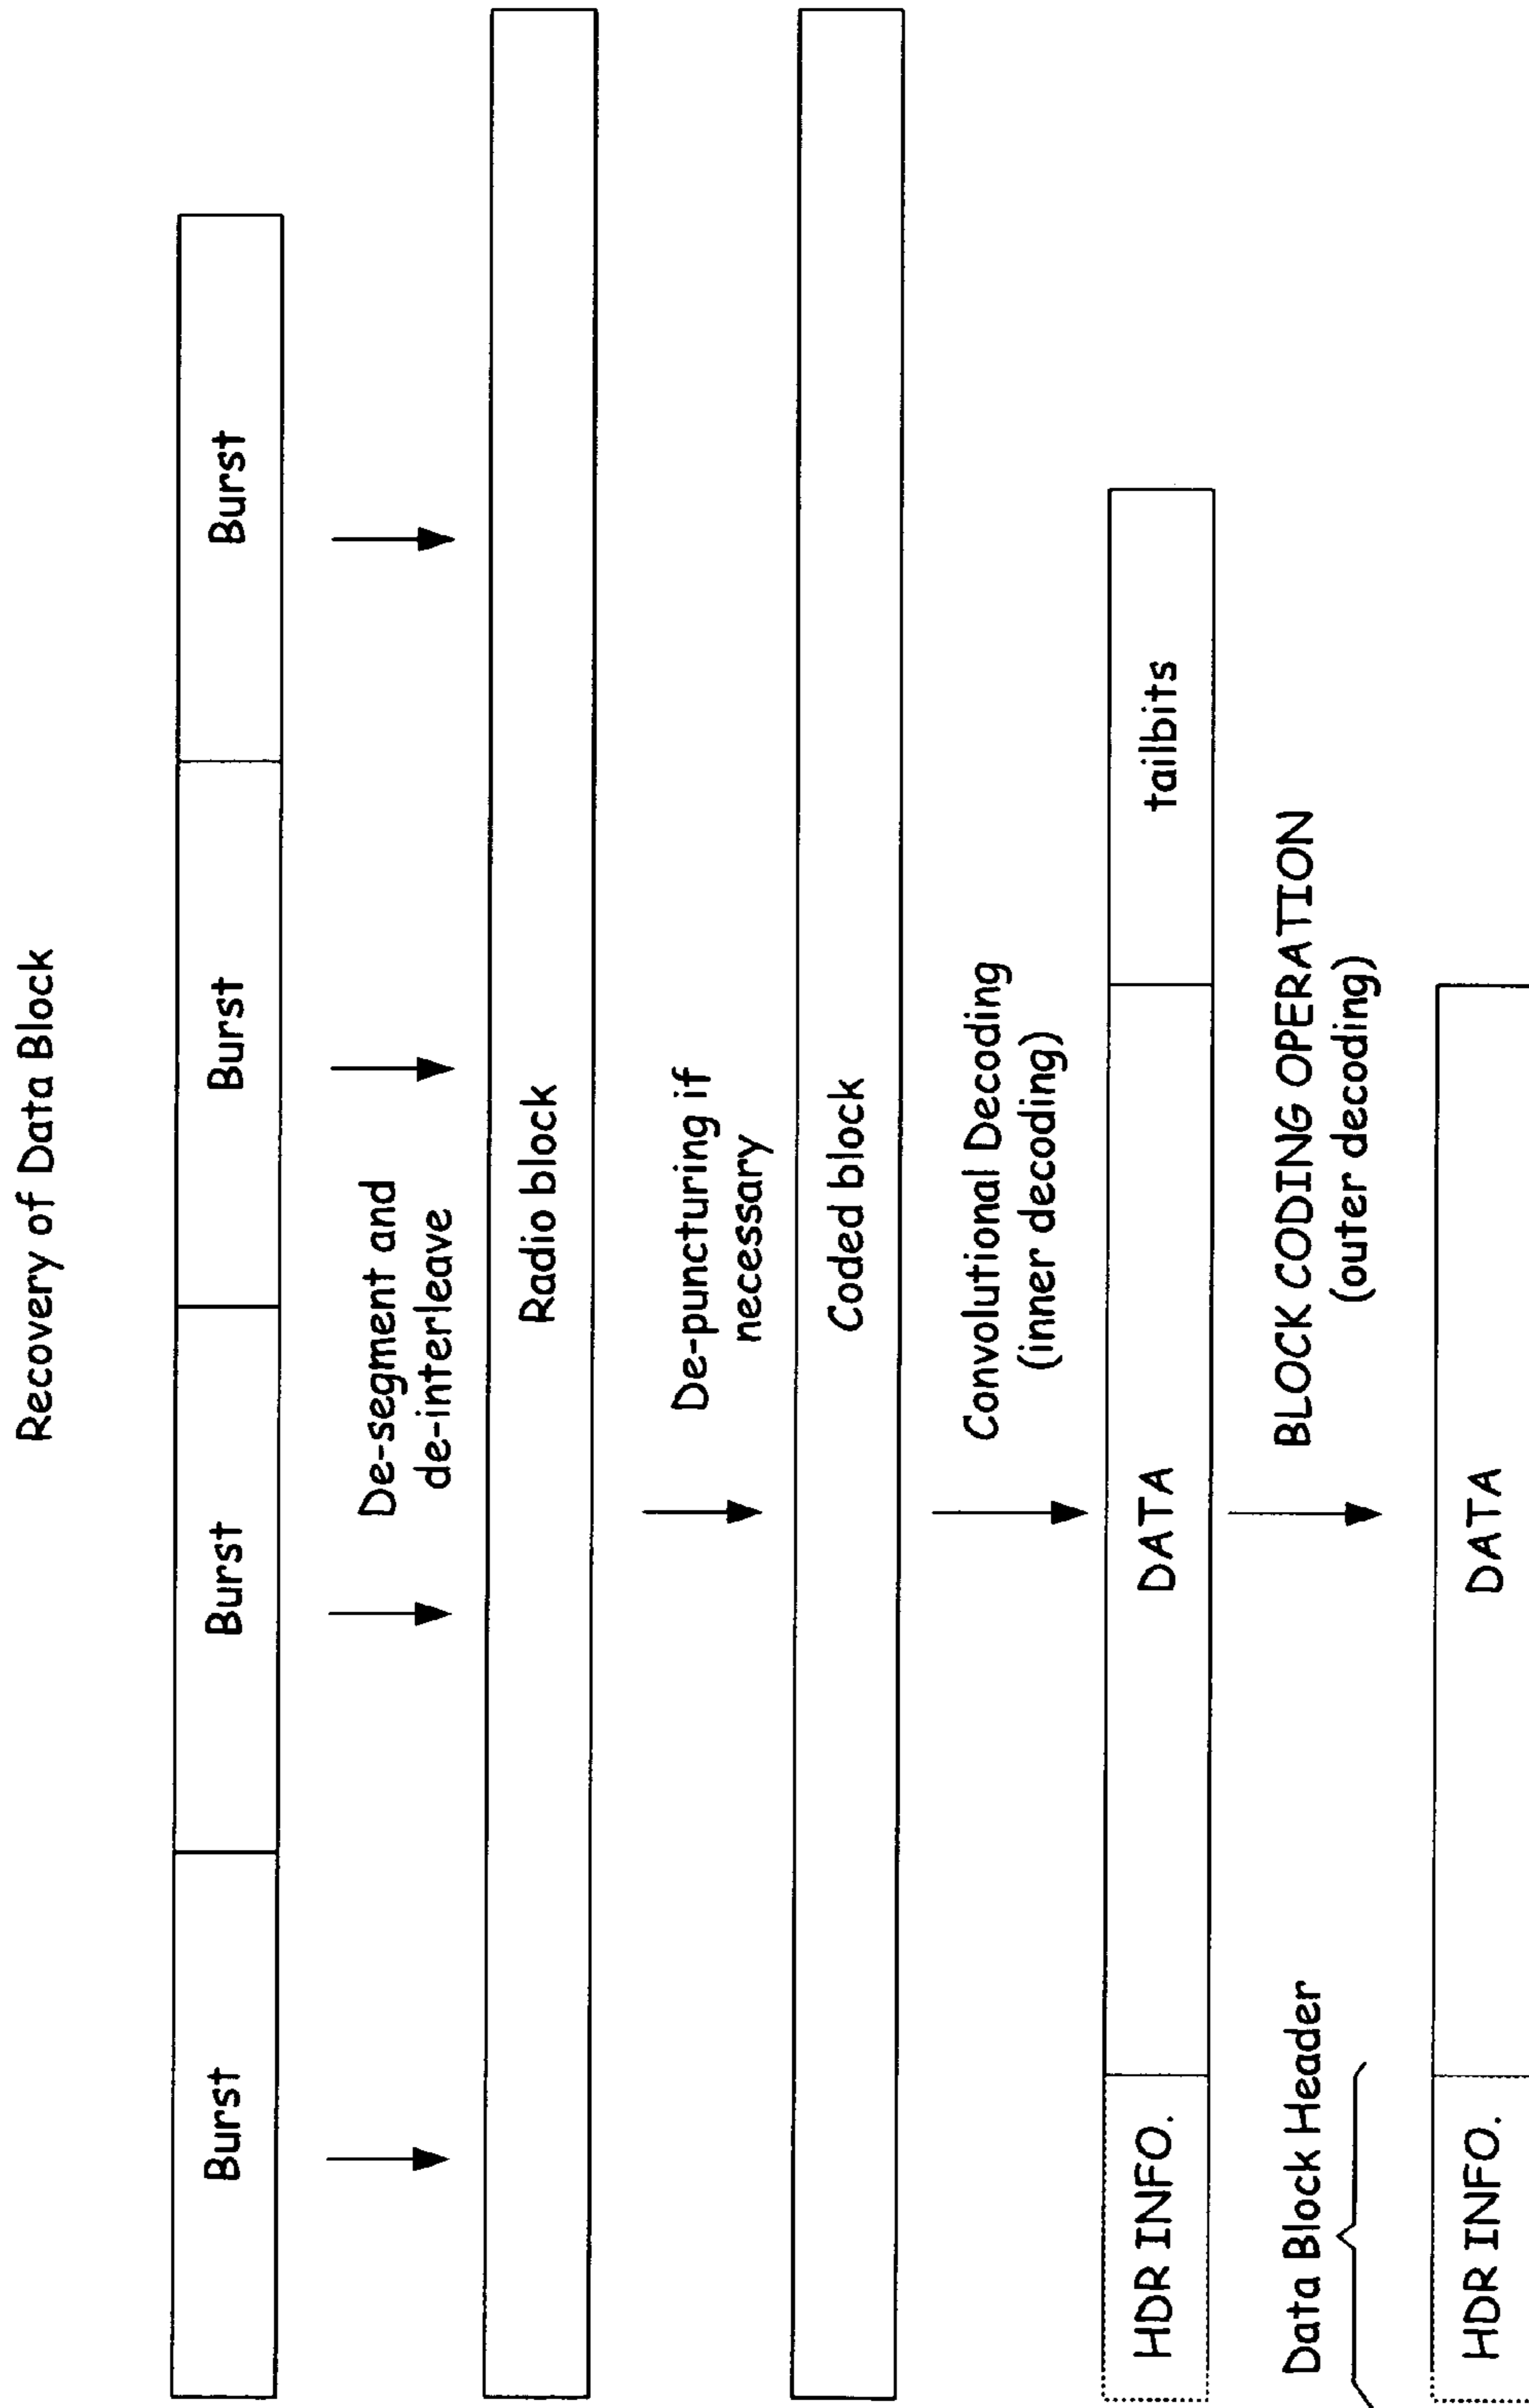 Recovery of Data Block
Burst Burst Burst Burst
De-segment and
de-interleave
Radio block
De-puncturing if
necessary
Coded block
Convolutional Decoding
(inner decoding)
HDR INFO. DATA tailbits
BLOCK CODING OPERATION
(outer decoding)
Data Block Header
HDR INFO. DATA